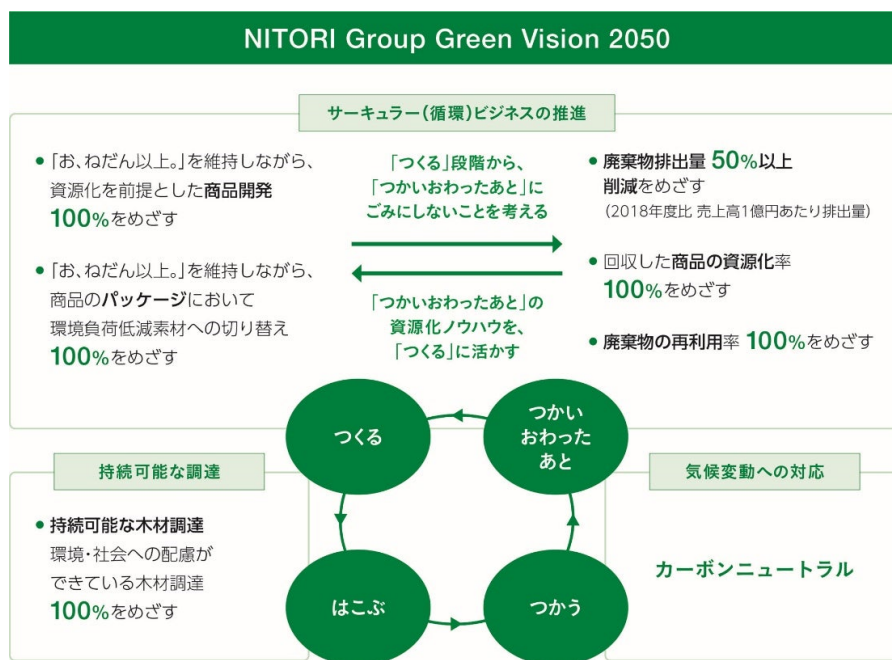 NITORI Group Green Vision 2050
サーキュラー(循環)ビジネスの推進
●「お、ねだん以上。」を維持しながら、
資源化を前提とした商品開発
100%をめざす
●「お、ねだん以上。」を維持しながら、
商品のパッケージにおいて
環境負荷低減素材への切り替え
100%をめざす
「つくる」段階から、
「つかいおわったあと」に
ごみにしないことを考える
「つかいおわったあと」の
資源化ノウハウを、
「つくる」に活かす
●廃棄物排出量 50%以上
削減をめざす
(2018年度比 売上高1億円あたり排出量)
●回収した商品の資源化率
100%をめざす
●廃棄物の再利用率 100%をめざす
つくる
つかい
おわった
あと
はこぶ
つかう
持続可能な調達
●持続可能な木材調達
環境・社会への配慮が
できている木材調達
100%をめざす
気候変動への対応
カーボンニュートラル